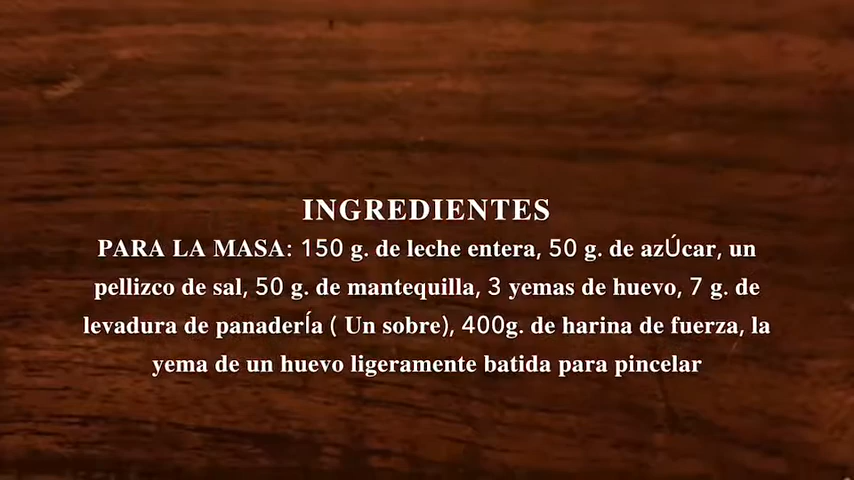 INGREDIENTES
PARA LA MASA: 150 g. de leche entera, 50 g. de azÚcar, un
pellizco de sal, 50 g. de mantequilla, 3 yemas de huevo, 7 g. de
levadura de panaderÍa ( Un sobre), 400g. de harina de fuerza, la
yema de un huevo ligeramente batida para pincelar